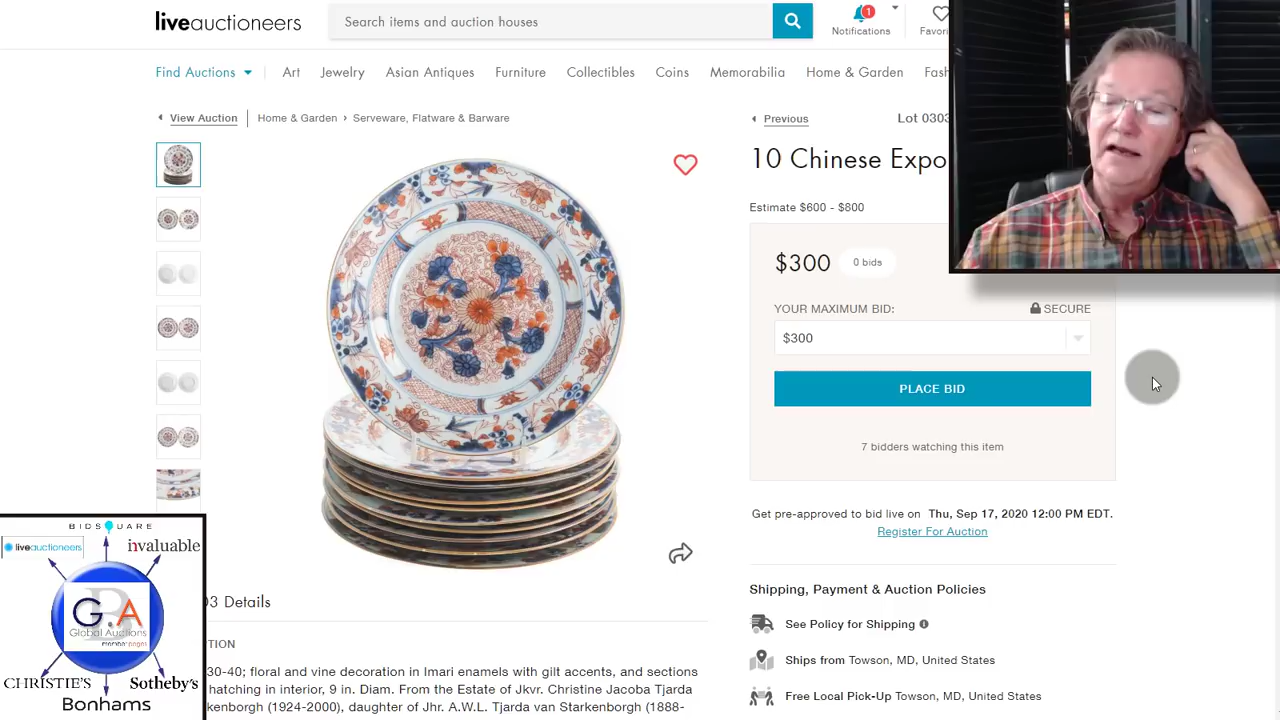 liveauctioneers
Search items and auction houses
1
Notifications
Favori
Find Auctions
Art
Jewelry
Asian Antiques
Furniture
Collectibles
Coins
Memorabilia
Home & Garden
Fash
View Auction
Home & Garden › Serveware, Flatware & Barware
Previous
Lot 0303
10 Chinese Expo
Estimate $600 - $800
$300
0 bids
YOUR MAXIMUM BID:
SECURE
$300
PLACE BID
7 bidders watching this item
Get pre-approved to bid live on Thu, Sep 17, 2020 12:00 PM EDT.
Register For Auction
Shipping, Payment & Auction Policies
See Policy for Shipping
Ships from Towson, MD, United States
Free Local Pick-Up Towson, MD, United States
03 Details
TION
30-40; floral and vine decoration in Imari enamels with gilt accents, and sections
hatching in interior, 9 in. Diam. From the Estate of Jkvr. Christine Jacoba Tjarda
kenborgh (1924-2000), daughter of Jhr. A.W.L. Tjarda van Starkenborgh (1888-
BIDSQUARE
liveauctioneers
invaluable
B
G.A
Global Auctions
CHRISTIE'S
Sotheby's
Bonhams